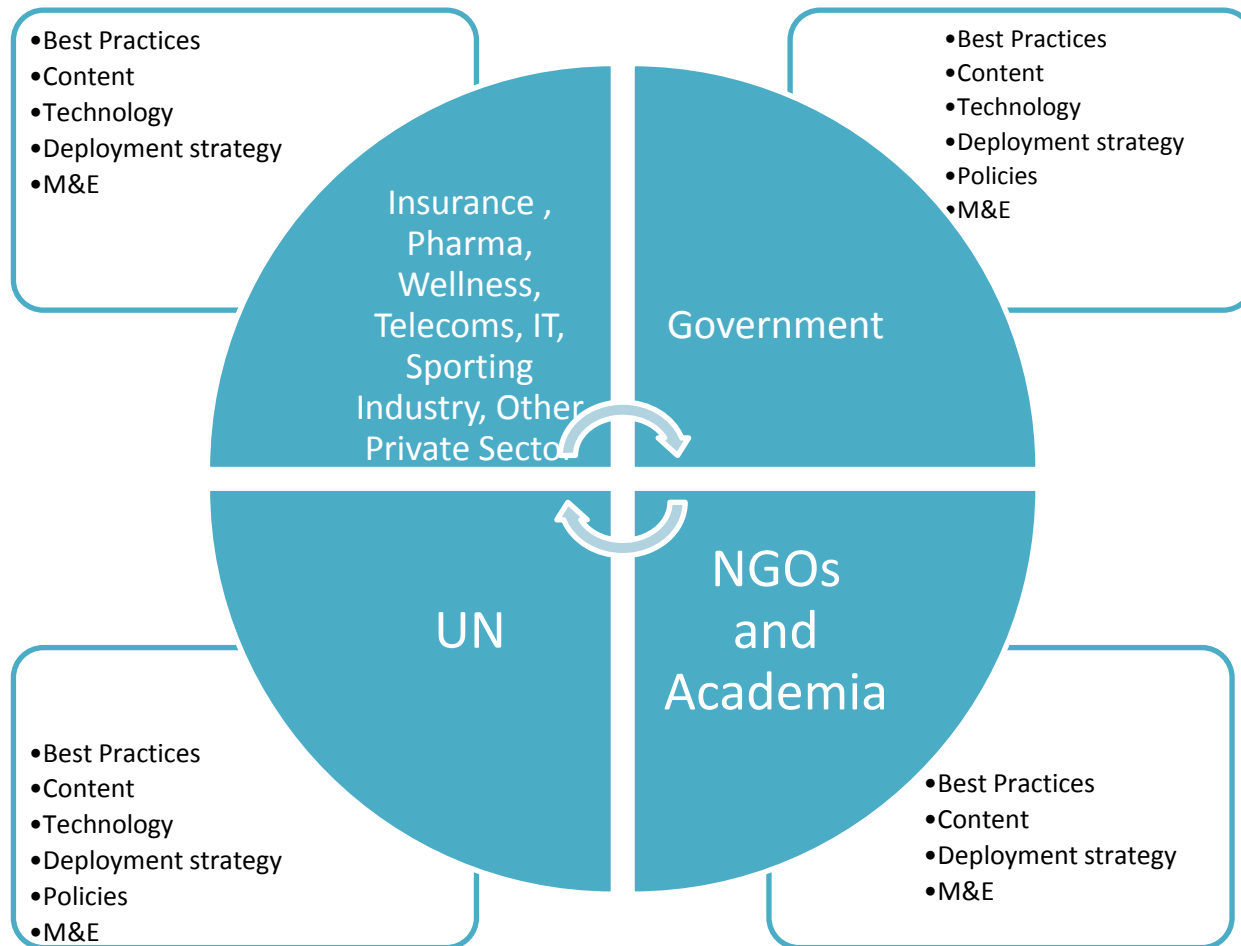 •Best Practices
•Content
•Technology
•Deployment strategy
•M&E
•Best Practices
•Content
•Technology
•Deployment strategy
•Policies
•M&E
Insurance ,
Pharma,
Wellness,
Telecoms, IT,
Sporting
Industry, Other
Private Sector
Government
UN
NGOs
and
Academia
•Best Practices
•Content
•Technology
•Deployment strategy
•Policies
•M&E
•Best Practices
•Content
•Deployment strategy
•M&E